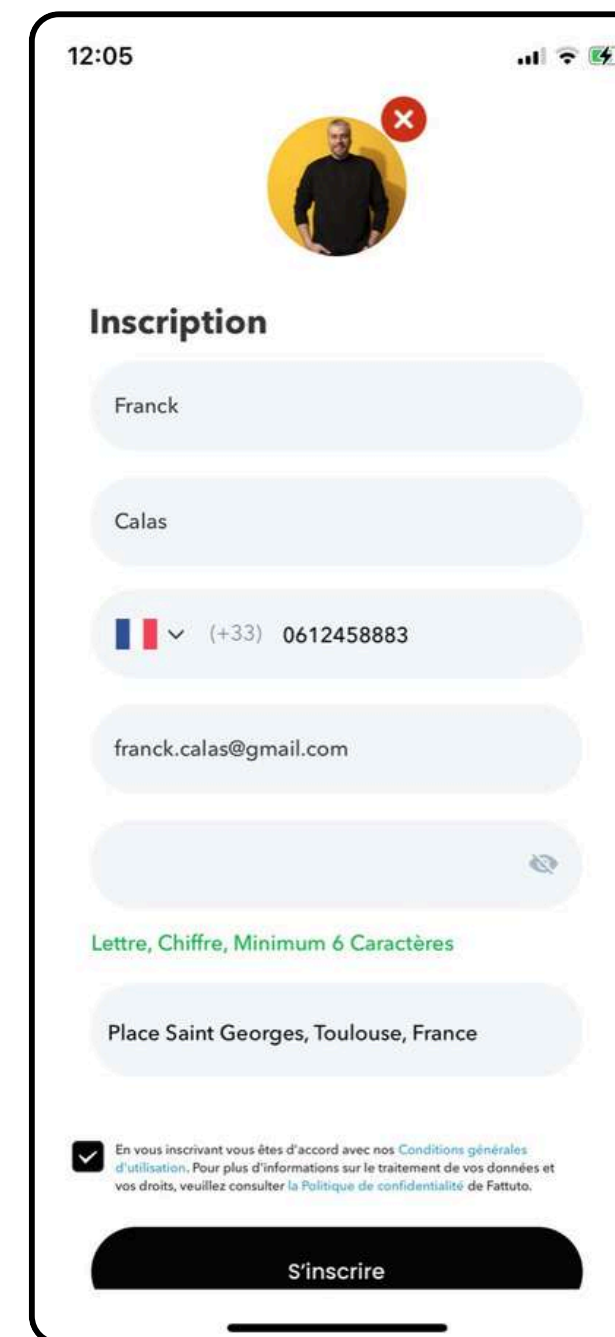 12:05
Inscription
Franck
Calas
(+33) 0612458883
franck.calas@gmail.com
Lettre, Chiffre, Minimum 6 Caractères
Place Saint Georges, Toulouse, France
En vous inscrivant vous êtes d'accord avec nos Conditions générales
d'utilisation. Pour plus d'informations sur le traitement de vos données et
vos droits, veuillez consulter la Politique de confidentialité de Fattuto.
S'inscrire